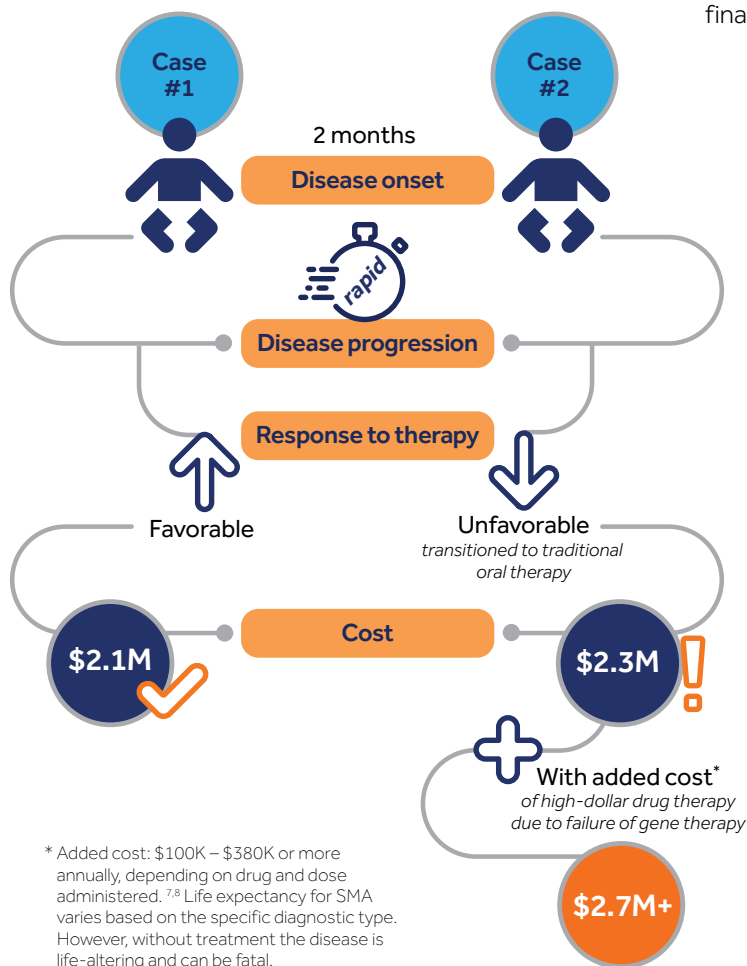 fina
Case
#1
Case
#2
2 months
Disease onset
rapid
Disease progression
Response to therapy
Favorable
Unfavorable
transitioned to traditional
oral therapy
Cost
$2.1M
$2.3M
With added cost*
of high-dollar drug therapy
due to failure of gene therapy
* Added cost: $100K – $380K or more
annually, depending on drug and dose
administered. 7,8 Life expectancy for SMA
varies based on the specific diagnostic type.
However, without treatment the disease is
life-altering and can be fatal.
$2.7M+